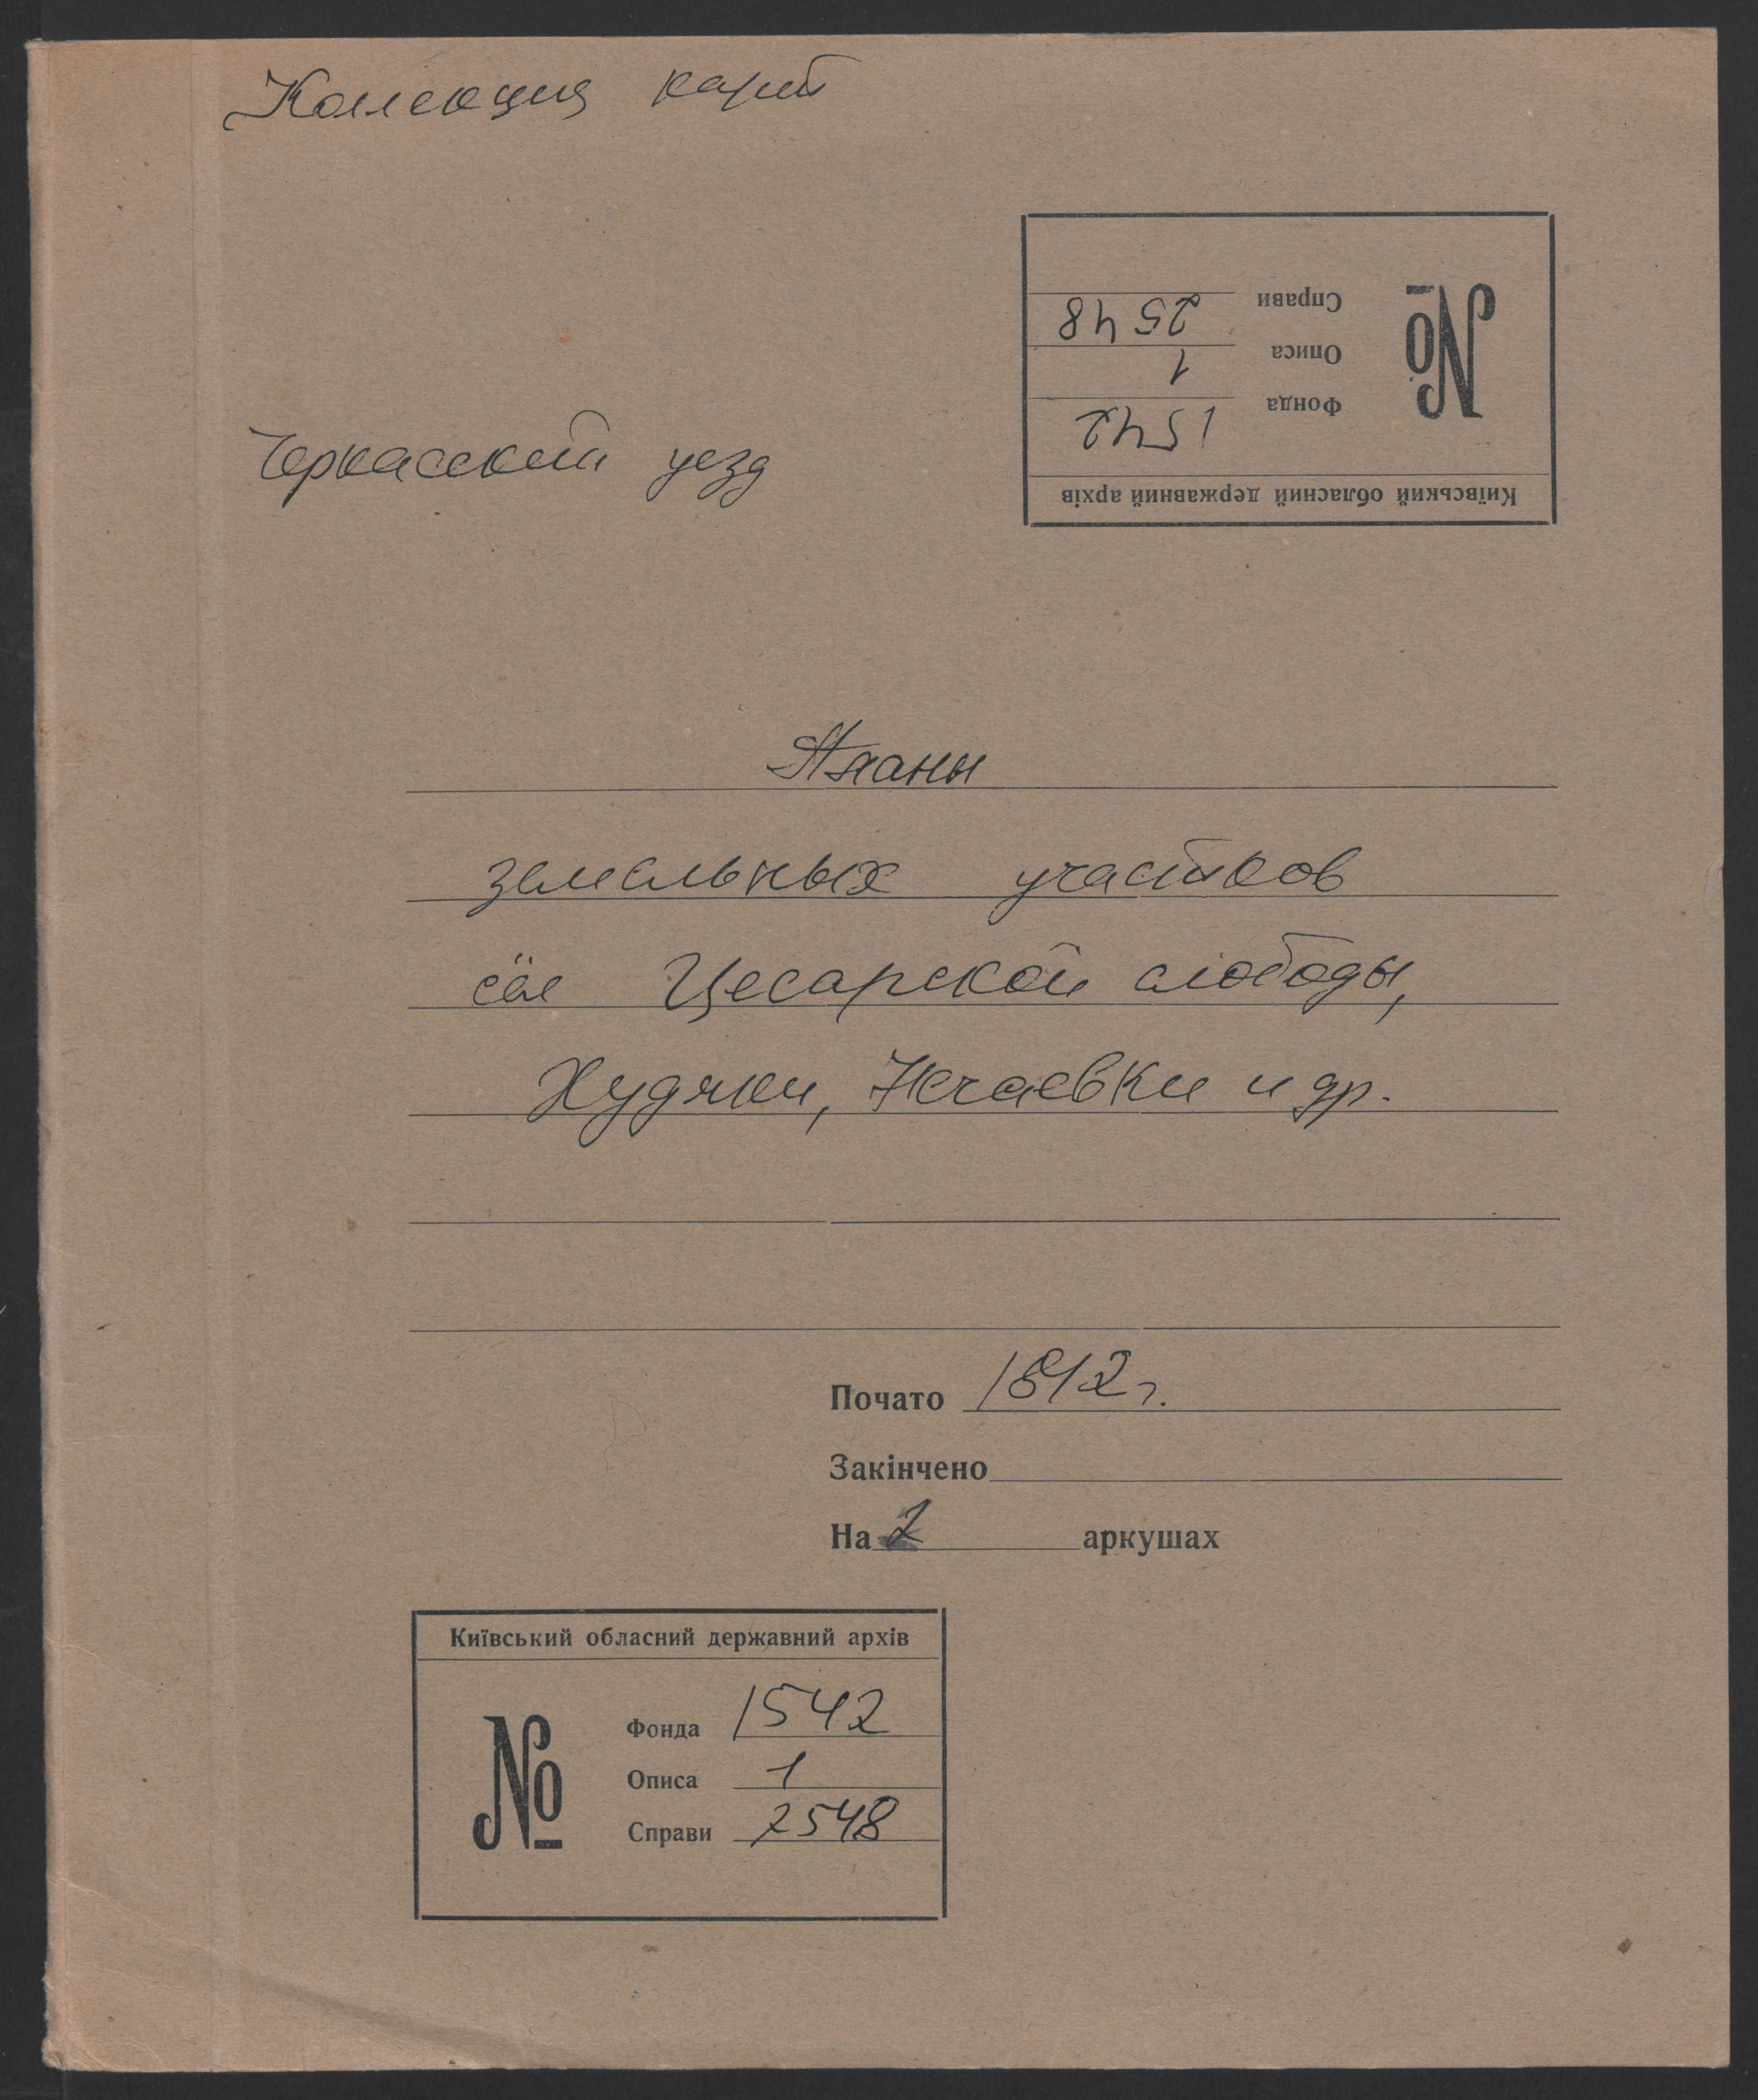 Коллекция карт
Справи 2548
Описа 1
Фонда 1542
№
Київський обласний державний архів
Черкасский уезд
Планы
земельных участков
сёл Цесарской слободы,
Худяки, Нечаевки и др.
Почато 1812 г.
Закінчено
На 2 аркушах
Київський обласний державний архів
№
Фонда 1542
Описа 1
Справи 2548